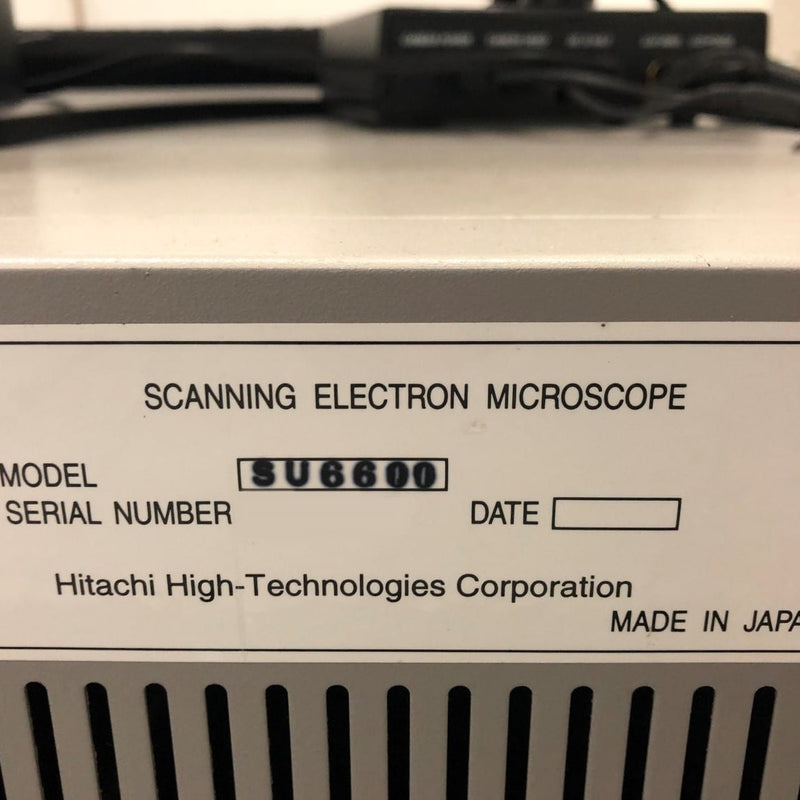 SCANNING ELECTRON MICROSCOPE
MODEL SU6600
SERIAL NUMBER DATE
Hitachi High-Technologies Corporation
MADE IN JAPA